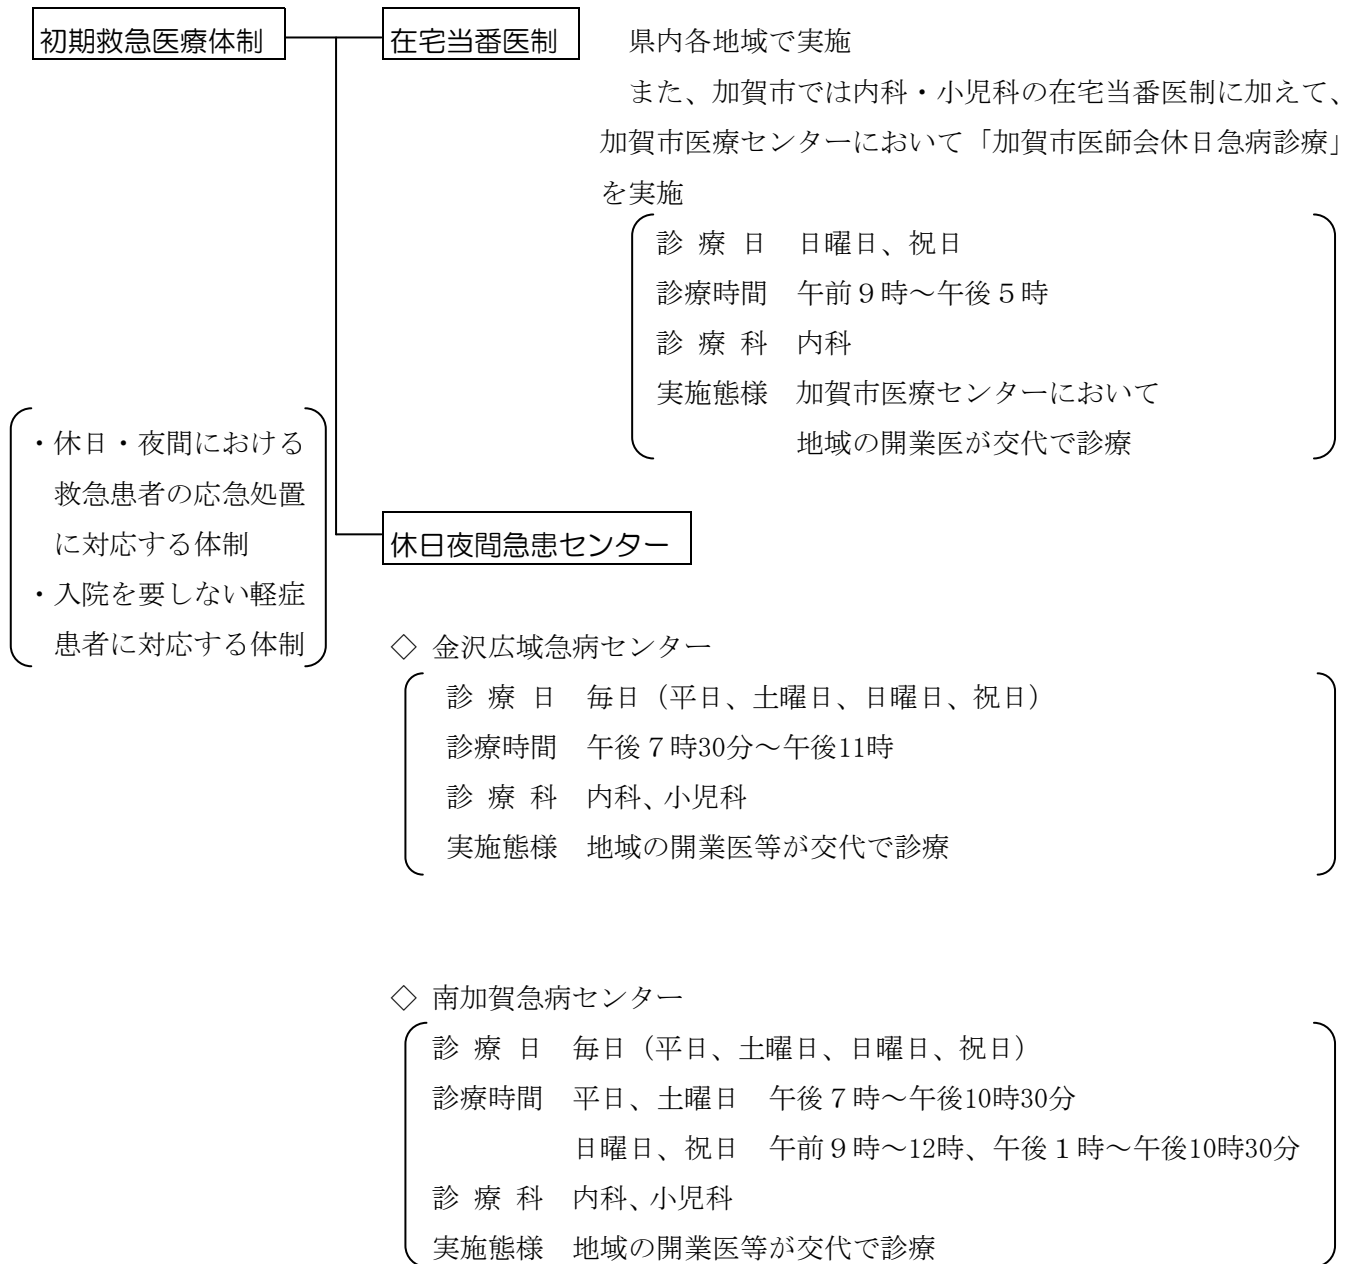 初期救急医療体制
在宅当番医制
県内各地域で実施
また、加賀市では内科・小児科の在宅当番医制に加えて、
加賀市医療センターにおいて「加賀市医師会休日急病診療」
を実施
診 療 日　日曜日、祝日
診療時間　午前９時～午後５時
診 療 科　内科
実施態様　加賀市医療センターにおいて
地域の開業医が交代で診療
・休日・夜間における
救急患者の応急処置
に対応する体制
・入院を要しない軽症
患者に対応する体制
休日夜間急患センター
◇ 金沢広域急病センター
診 療 日　毎日（平日、土曜日、日曜日、祝日）
診療時間　午後７時30分～午後11時
診 療 科　内科、小児科
実施態様　地域の開業医等が交代で診療
◇ 南加賀急病センター
診 療 日　毎日（平日、土曜日、日曜日、祝日）
診療時間　平日、土曜日　午後７時～午後10時30分
日曜日、祝日　午前９時～12時、午後１時～午後10時30分
診 療 科　内科、小児科
実施態様　地域の開業医等が交代で診療